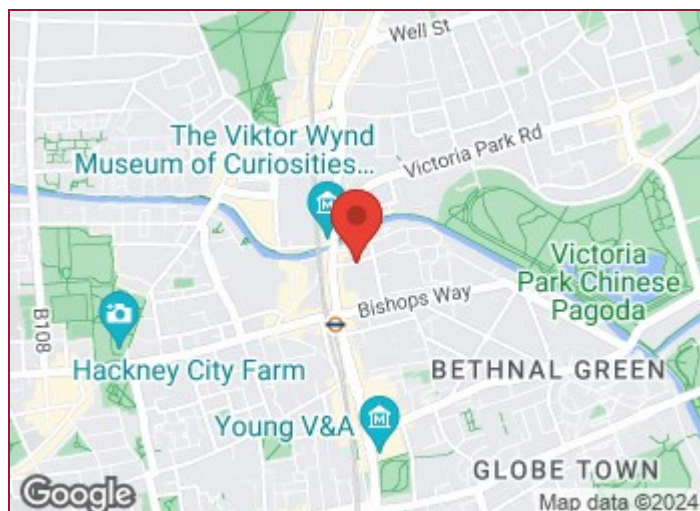 Well St
The Viktor Wynd
Museum of Curiosities...
Victoria Park Rd
M
Victoria
Park Chinese
Pagoda
B108
Bishops Way
Hackney City Farm
BETHNAL GREEN
Young V&A
M
GLOBE TOWN
Google
Map data ©2024